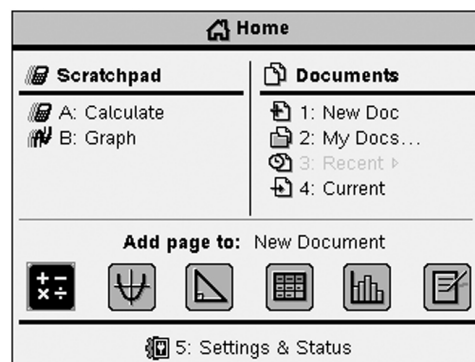 Home
Scratchpad
A: Calculate
B: Graph
Documents
1: New Doc
2: My Docs...
3: Recent ▹
4: Current
Add page to: New Document
5: Settings & Status